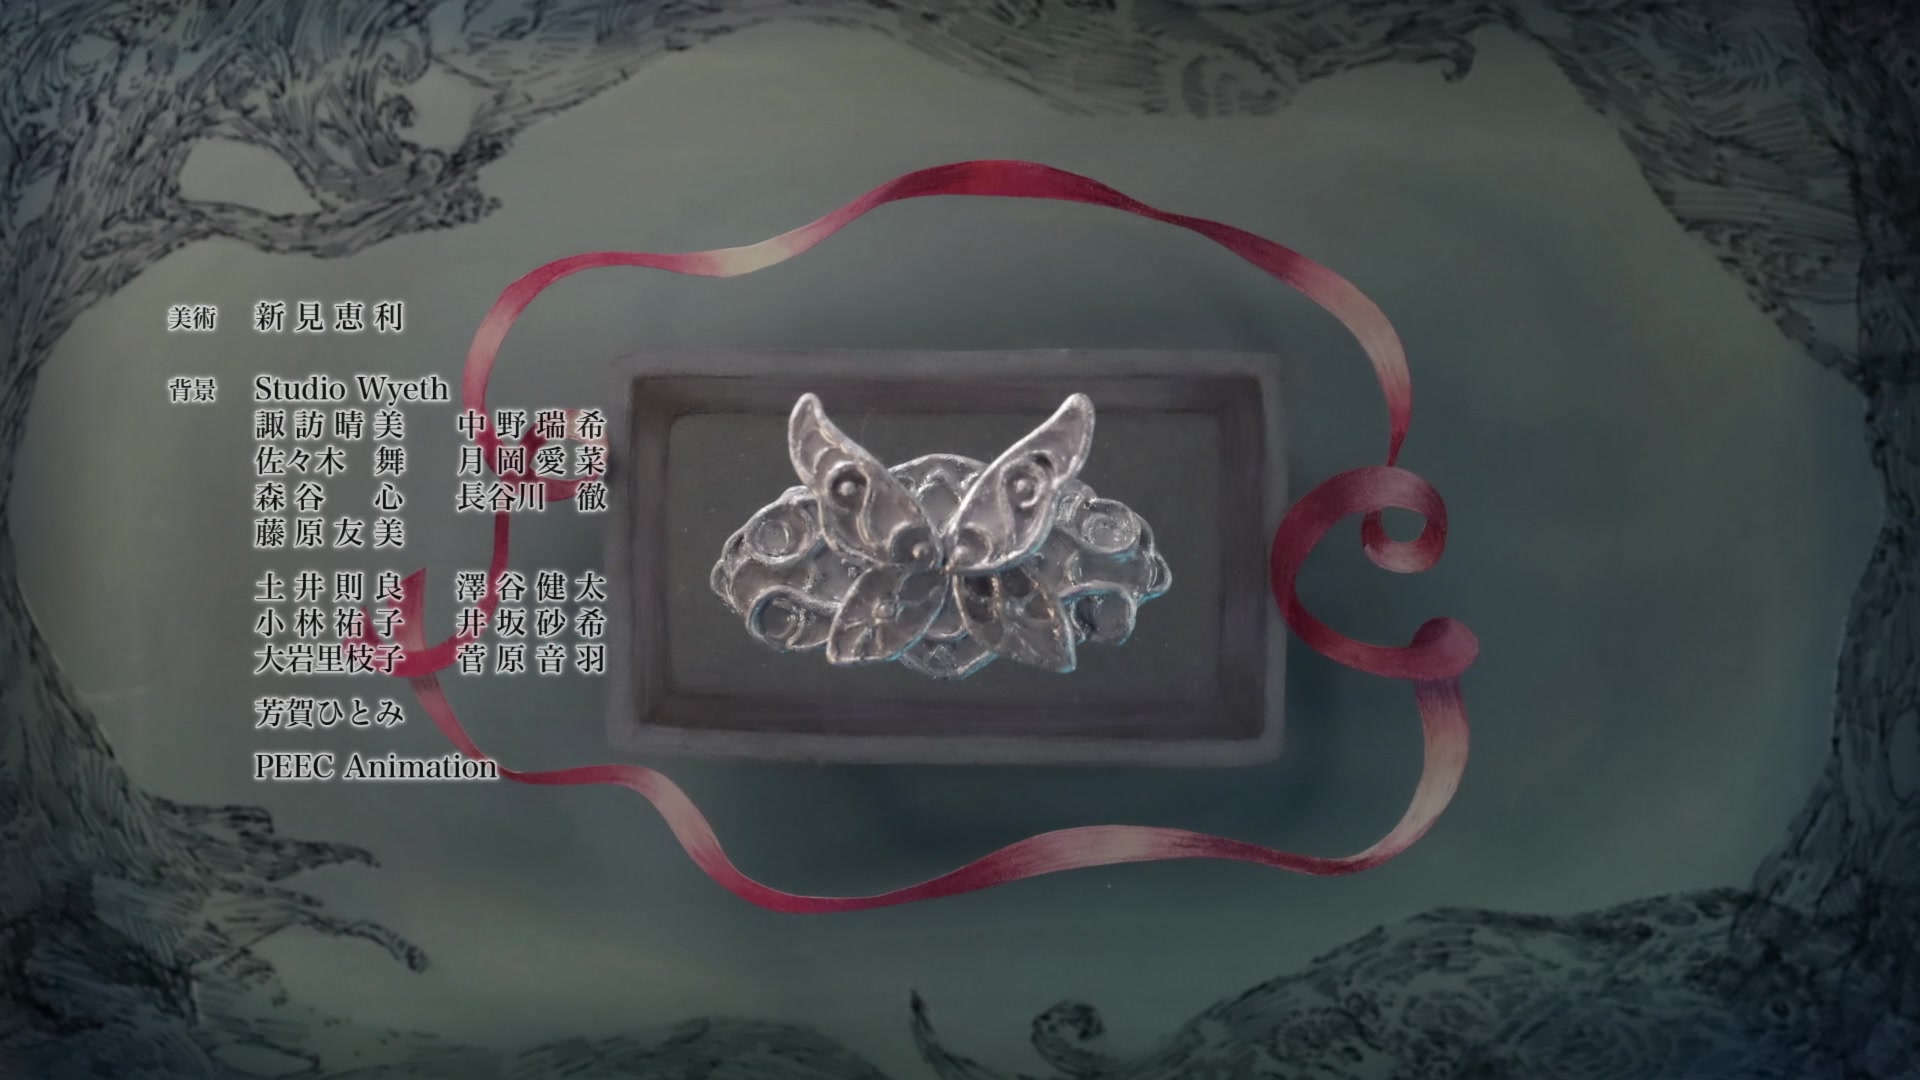 美術 新見恵利
背景 Studio Wyeth
諏訪晴美 中野瑞希
佐々木 舞 月岡愛菜
森谷 心 長谷川 徹
藤原友美
土井則良 澤谷健太
小林祐子 井坂砂希
大岩里枝子 菅原音羽
芳賀ひとみ
PEEC Animation